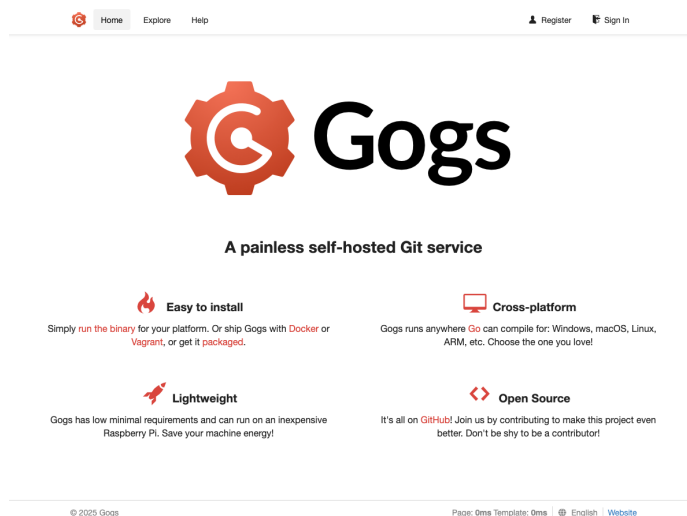 Home Explore Help Register Sign In
Gogs
A painless self-hosted Git service
Easy to install
Simply run the binary for your platform. Or ship Gogs with Docker or
Vagrant, or get it packaged.
Cross-platform
Gogs runs anywhere Go can compile for: Windows, macOS, Linux,
ARM, etc. Choose the one you love!
Lightweight
Gogs has low minimal requirements and can run on an inexpensive
Raspberry Pi. Save your machine energy!
Open Source
It's all on GitHub! Join us by contributing to make this project even
better. Don't be shy to be a contributor!
© 2025 Gogs Page: 0ms Template: 0ms English Website